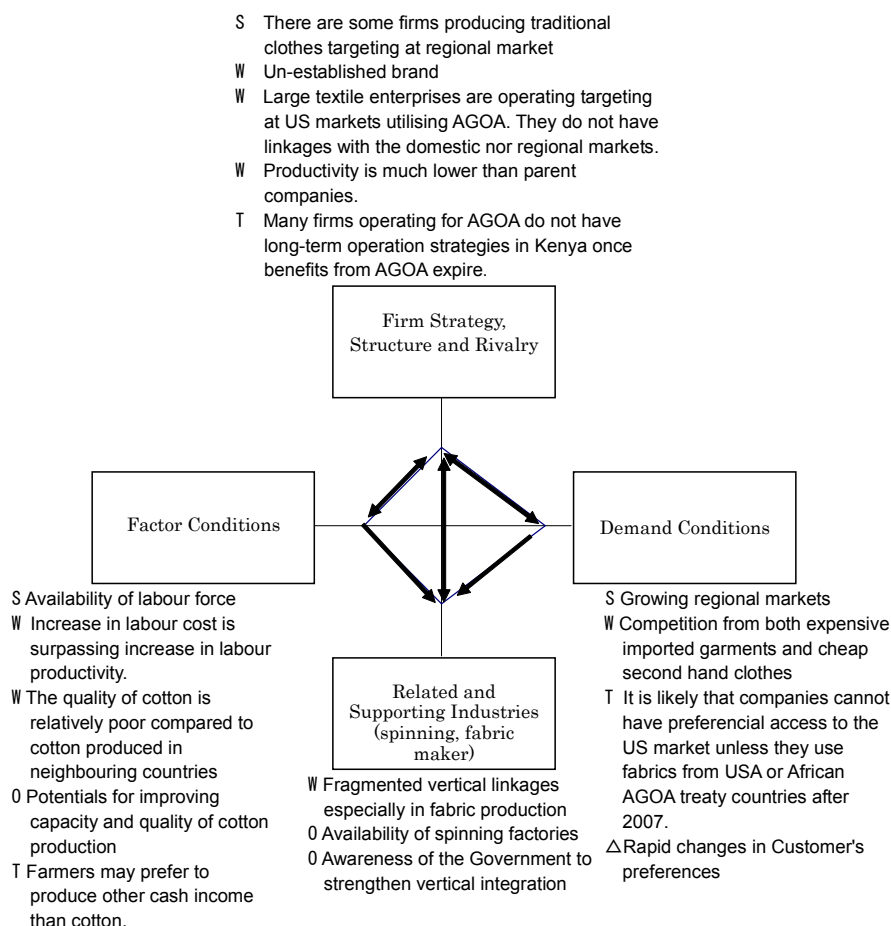 S There are some firms producing traditional
clothes targeting at regional market
W Un-established brand
W Large textile enterprises are operating targeting
at US markets utilising AGOA. They do not have
linkages with the domestic nor regional markets.
W Productivity is much lower than parent
companies.
T Many firms operating for AGOA do not have
long-term operation strategies in Kenya once
benefits from AGOA expire.
Firm Strategy,
Structure and Rivalry
Factor Conditions
Demand Conditions
S Availability of labour force
W Increase in labour cost is
surpassing increase in labour
productivity.
W The quality of cotton is
relatively poor compared to
cotton produced in
neighbouring countries
O Potentials for improving
capacity and quality of cotton
production
T Farmers may prefer to
produce other cash income
than cotton.
Related and
Supporting Industries
(spinning, fabric
maker)
W Fragmented vertical linkages
especially in fabric production
O Availability of spinning factories
O Awareness of the Government to
strengthen vertical integration
S Growing regional markets
W Competition from both expensive
imported garments and cheap
second hand clothes
T It is likely that companies cannot
have preferencial access to the
US market unless they use
fabrics from USA or African
AGOA treaty countries after
2007.
△Rapid changes in Customer's
preferences